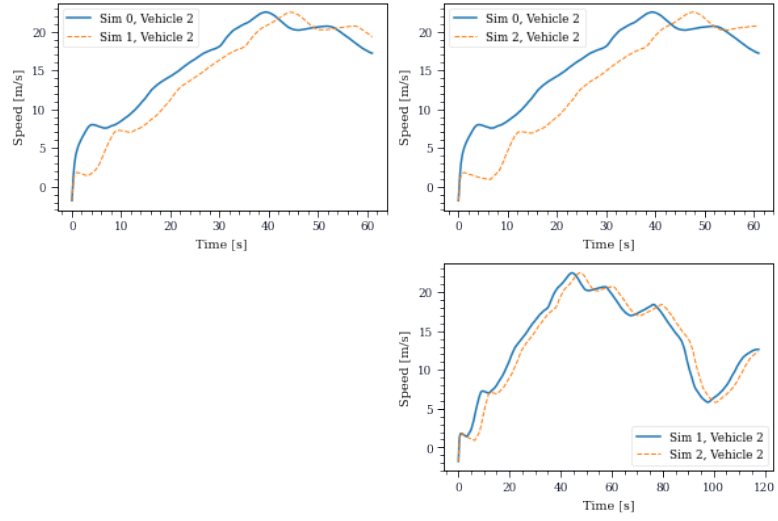 Sim 0, Vehicle 2
Sim 1, Vehicle 2
Speed [m/s]
20
15
10
5
0
0 10 20 30 40 50 60
Time [s]
Sim 0, Vehicle 2
Sim 2, Vehicle 2
Speed [m/s]
20
15
10
5
0
0 10 20 30 40 50 60
Time [s]
Speed [m/s]
20
15
10
5
0
Sim 1, Vehicle 2
Sim 2, Vehicle 2
0 20 40 60 80 100 120
Time [s]